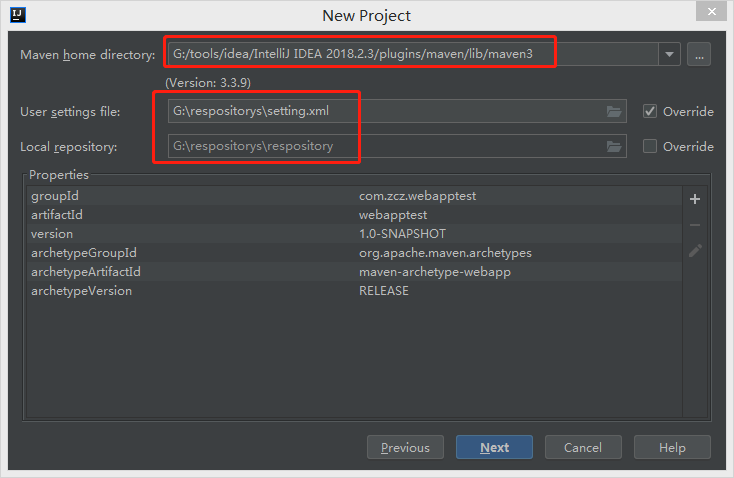 New Project
Maven home directory: G:/tools/idea/IntelliJ IDEA 2018.2.3/plugins/maven/lib/maven3 ...
(Version: 3.3.9)
User settings file: G:\respositorys\setting.xml Override
Local repository: G:\respositorys\respository Override
Properties
groupId com.zcz.webapptest
artifactId webapptest
version 1.0-SNAPSHOT
archetypeGroupId org.apache.maven.archetypes
archetypeArtifactId maven-archetype-webapp
archetypeVersion RELEASE
Previous Next Cancel Help